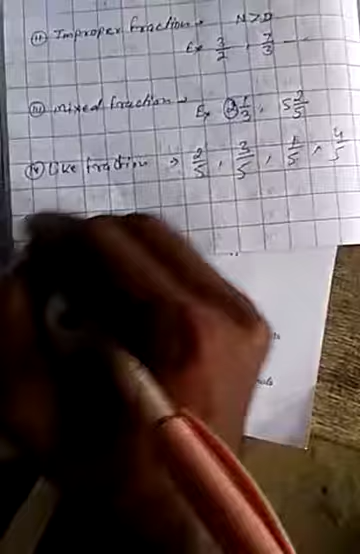 (ii) Improper fraction → N > D
Ex 3/2, 7/3 ---
(iii) mixed fraction → Ex 3 1/3, 5 2/5
(iv) Like fraction → 2/5, 3/5, 1/5, 4/5